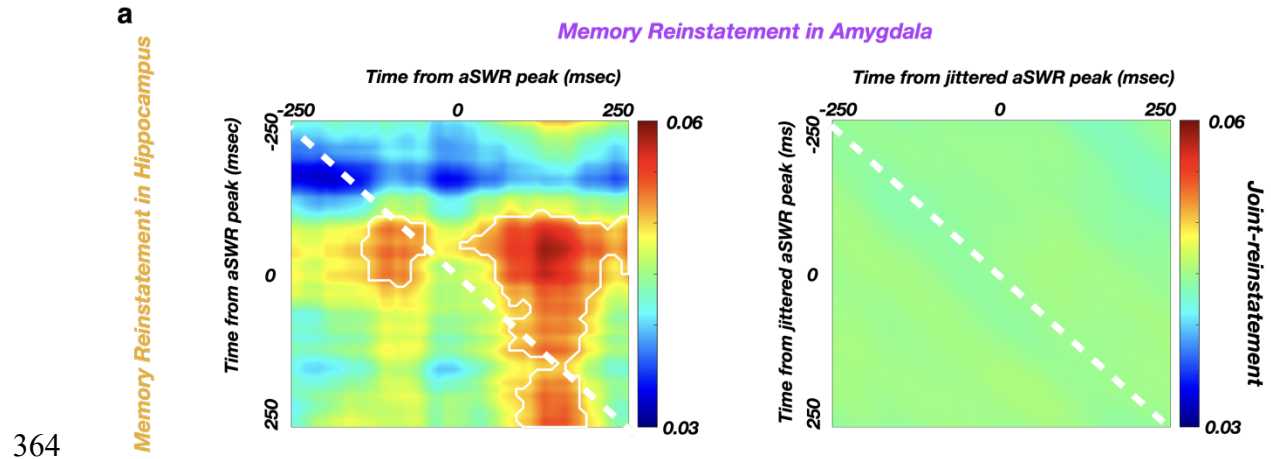 a
Memory Reinstatement in Amygdala
Memory Reinstatement in Hippocampus
Time from aSWR peak (msec)
-250 0 250
Time from aSWR peak (msec)
-250
0
250
0.06
0.03
Time from jittered aSWR peak (msec)
-250 0 250
Time from jittered aSWR peak (ms)
-250
0
250
0.06
0.03
Joint-reinstatement
364